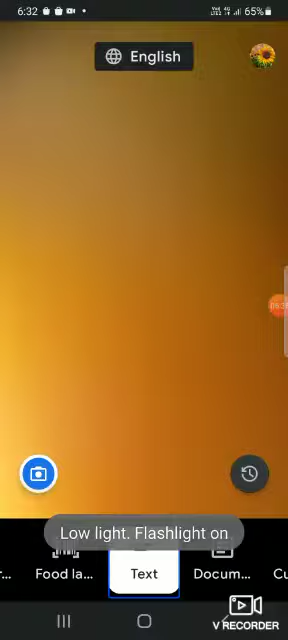 6:32
65%
English
Low light. Flashlight on
Food la...
Text
Docum...
V RECORDER